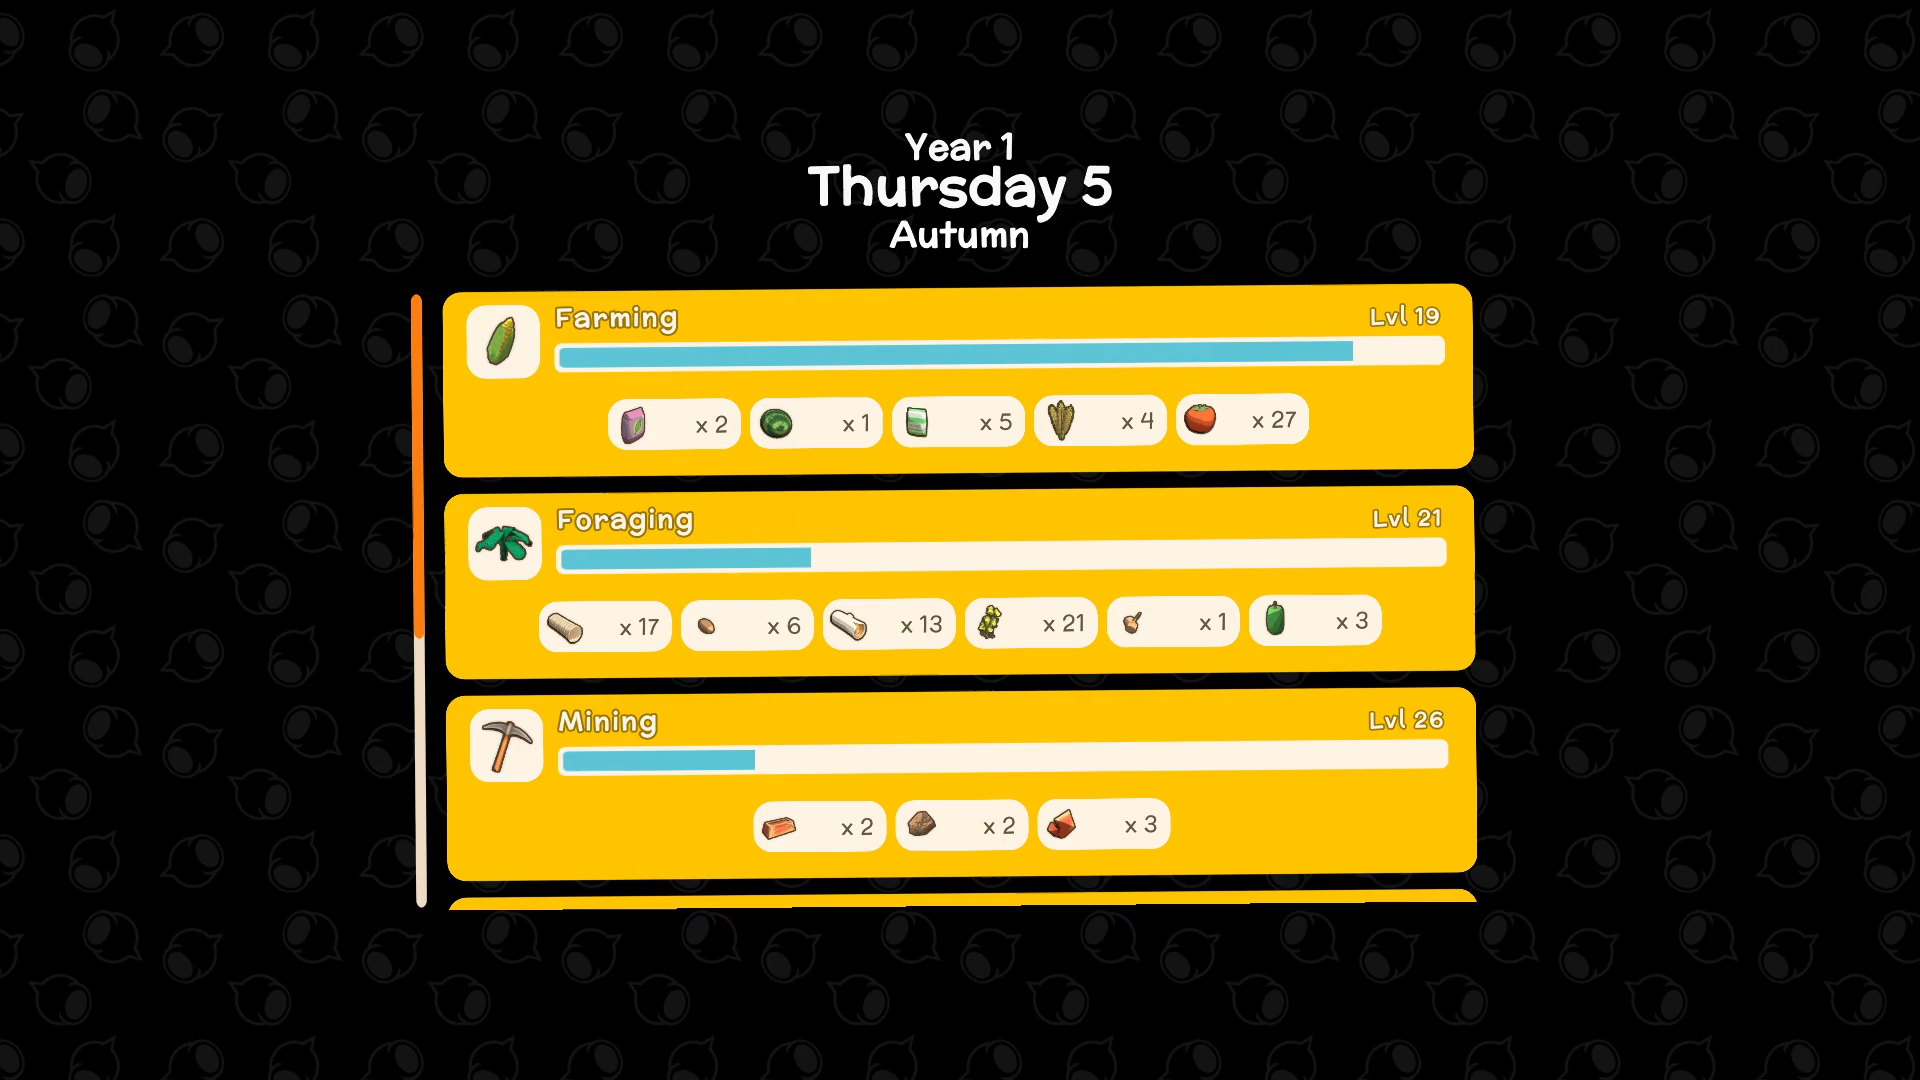 Year 1
Thursday 5
Autumn
Farming
Lvl 19
x 2
x 1
x 5
x 4
x 27
Foraging
Lvl 21
x 17
x 6
x 13
x 21
x 1
x 3
Mining
Lvl 26
x 2
x 2
x 3